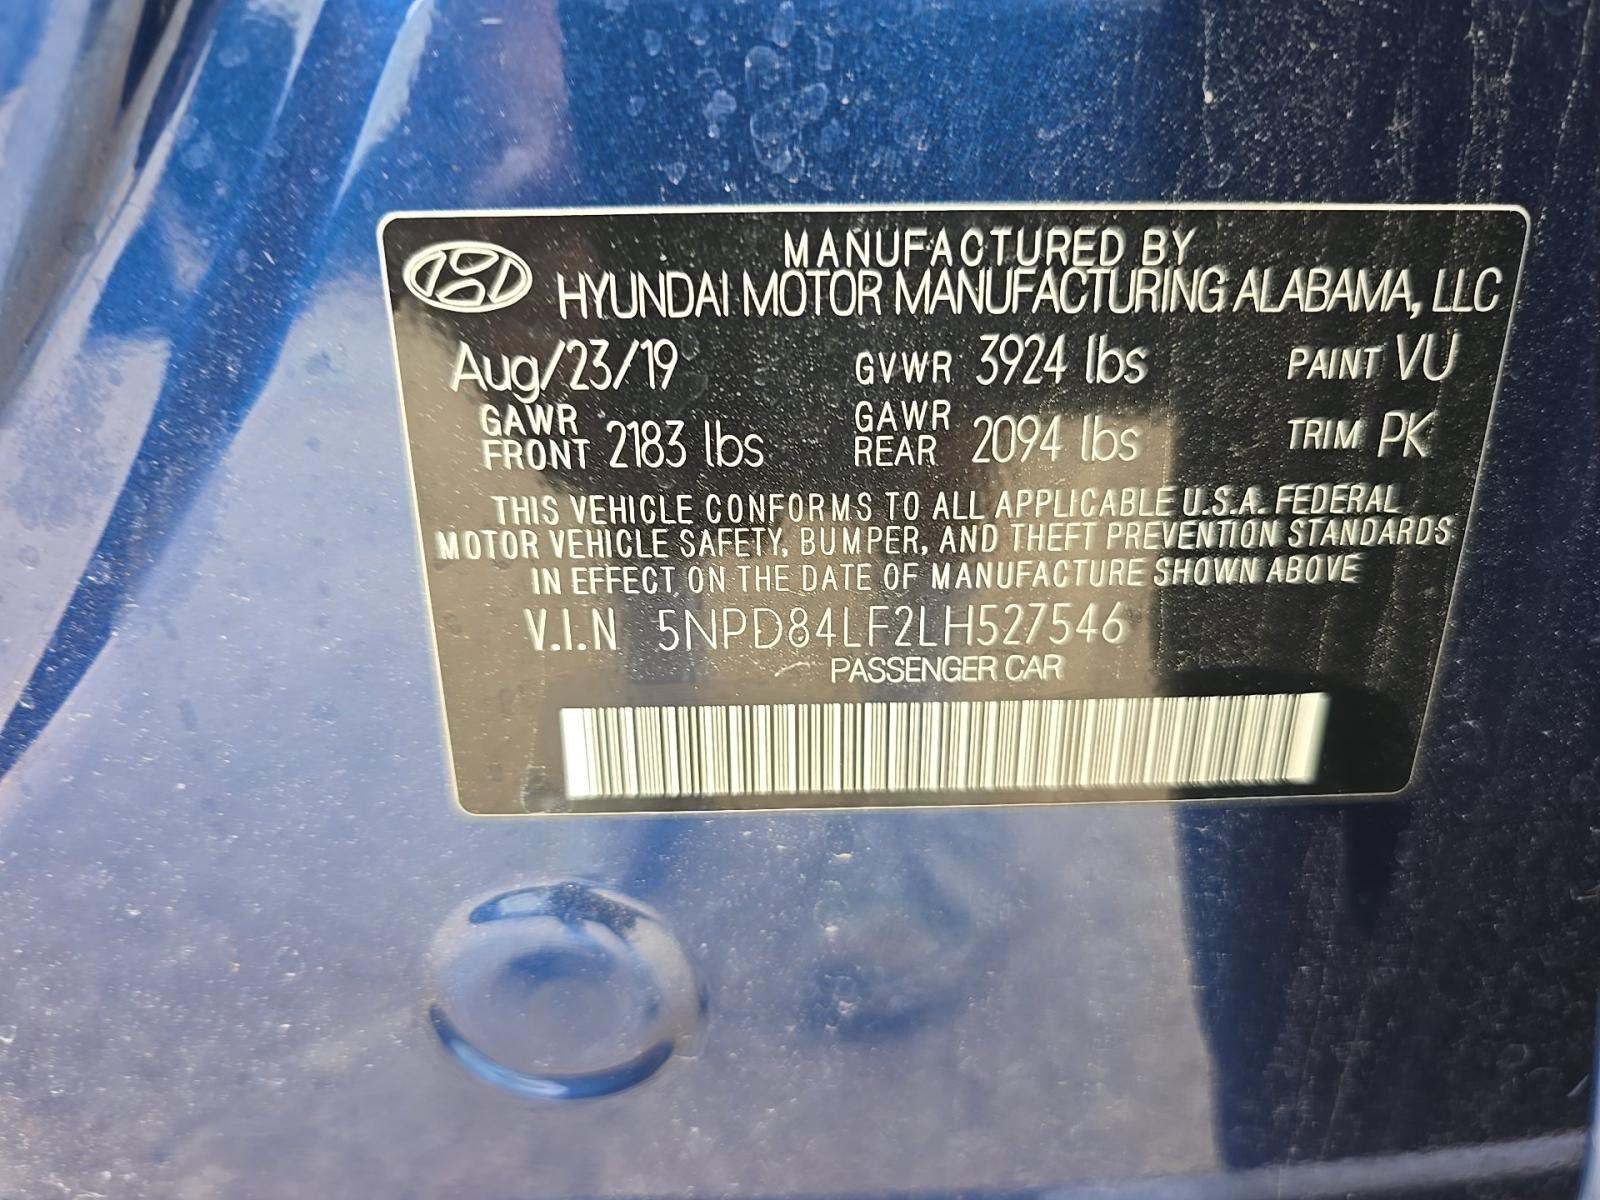 MANUFACTURED BY
HYUNDAI MOTOR MANUFACTURING ALABAMA, LLC
Aug/23/19 GVWR 3924 lbs PAINT VU
GAWR FRONT 2183 lbs GAWR REAR 2094 lbs TRIM PK
THIS VEHICLE CONFORMS TO ALL APPLICABLE U.S.A. FEDERAL
MOTOR VEHICLE SAFETY, BUMPER, AND THEFT PREVENTION STANDARDS
IN EFFECT ON THE DATE OF MANUFACTURE SHOWN ABOVE
V.I.N 5NPD84LF2LH527546
PASSENGER CAR